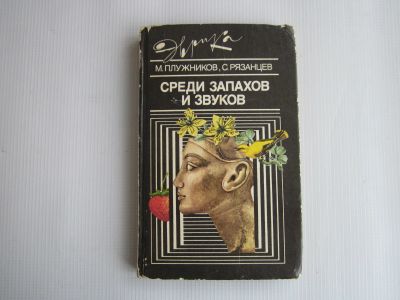 Эврика
М. ПЛУЖНИКОВ, С. РЯЗАНЦЕВ
СРЕДИ ЗАПАХОВ
И ЗВУКОВ